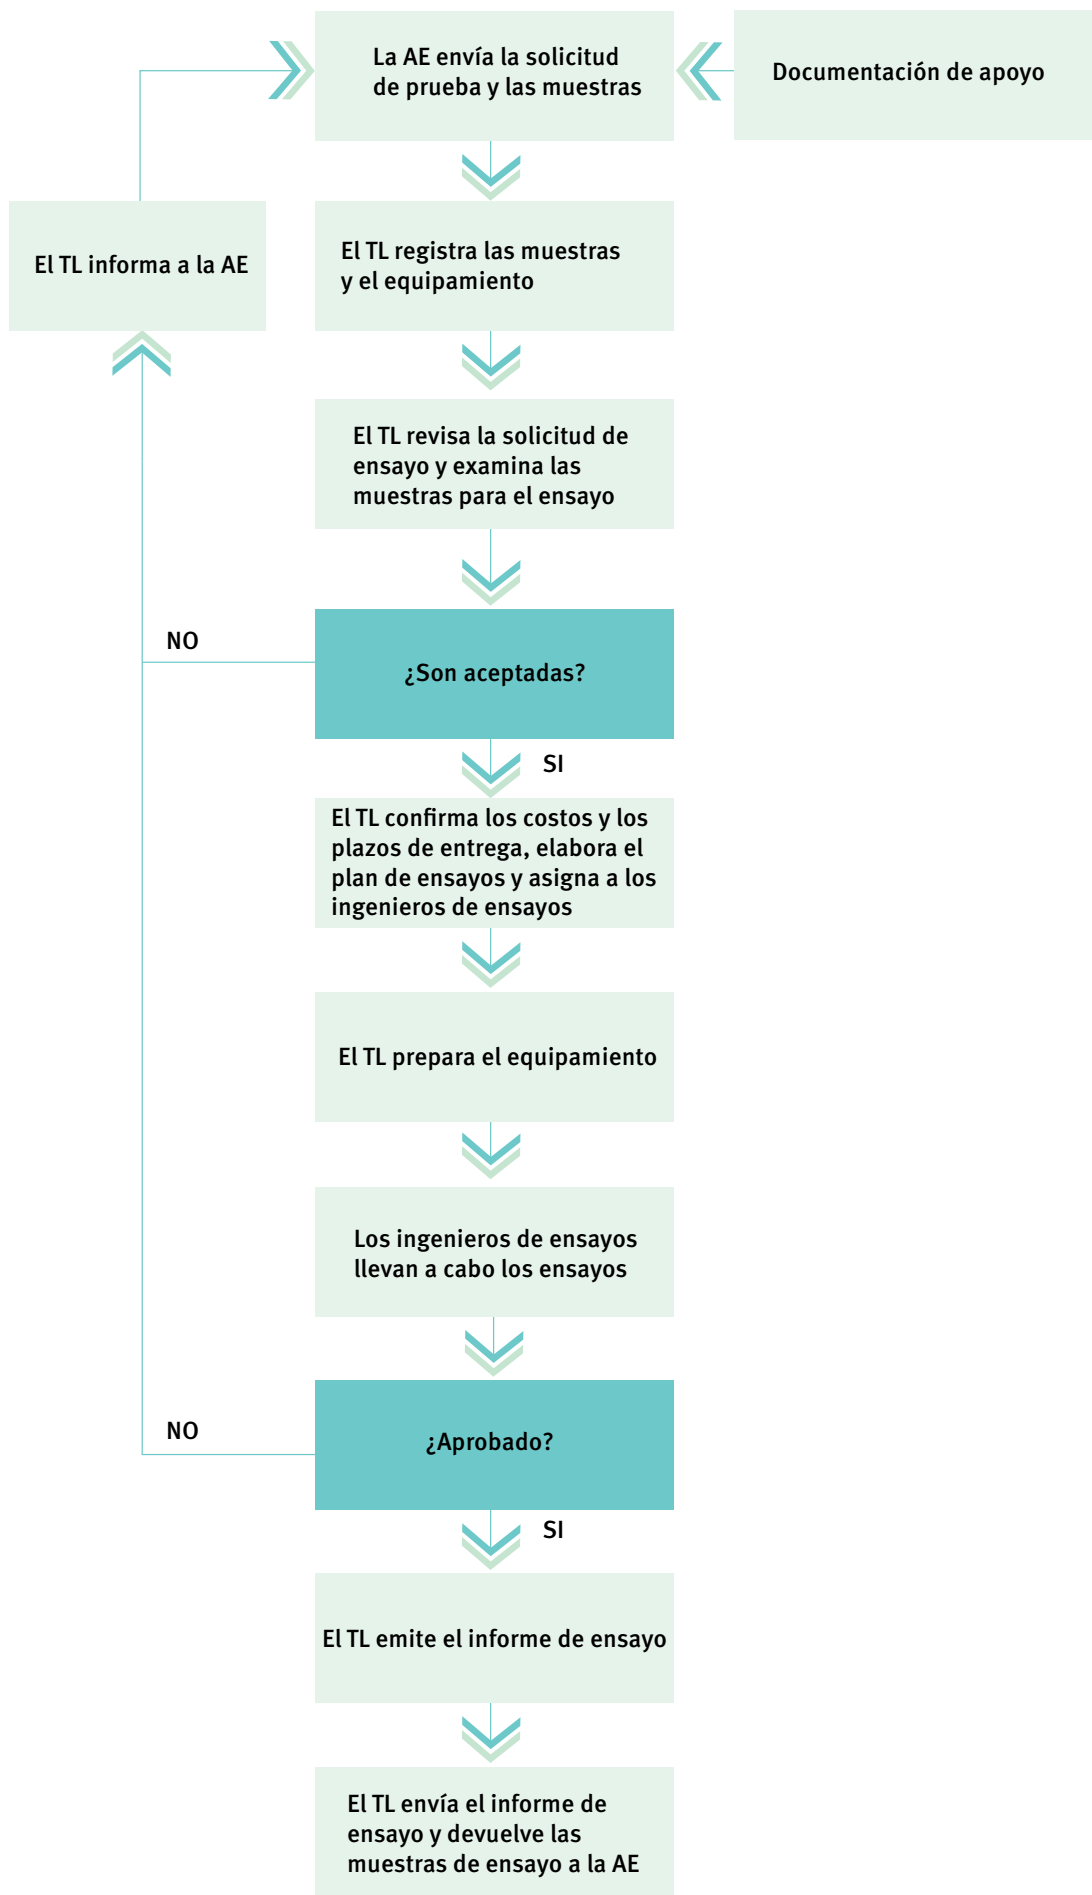 La AE envía la solicitud
de prueba y las muestras
Documentación de apoyo
El TL informa a la AE
El TL registra las muestras
y el equipamiento
El TL revisa la solicitud de
ensayo y examina las
muestras para el ensayo
NO
¿Son aceptadas?
SI
El TL confirma los costos y los
plazos de entrega, elabora el
plan de ensayos y asigna a los
ingenieros de ensayos
El TL prepara el equipamiento
Los ingenieros de ensayos
llevan a cabo los ensayos
NO
¿Aprobado?
SI
El TL emite el informe de ensayo
El TL envía el informe de
ensayo y devuelve las
muestras de ensayo a la AE